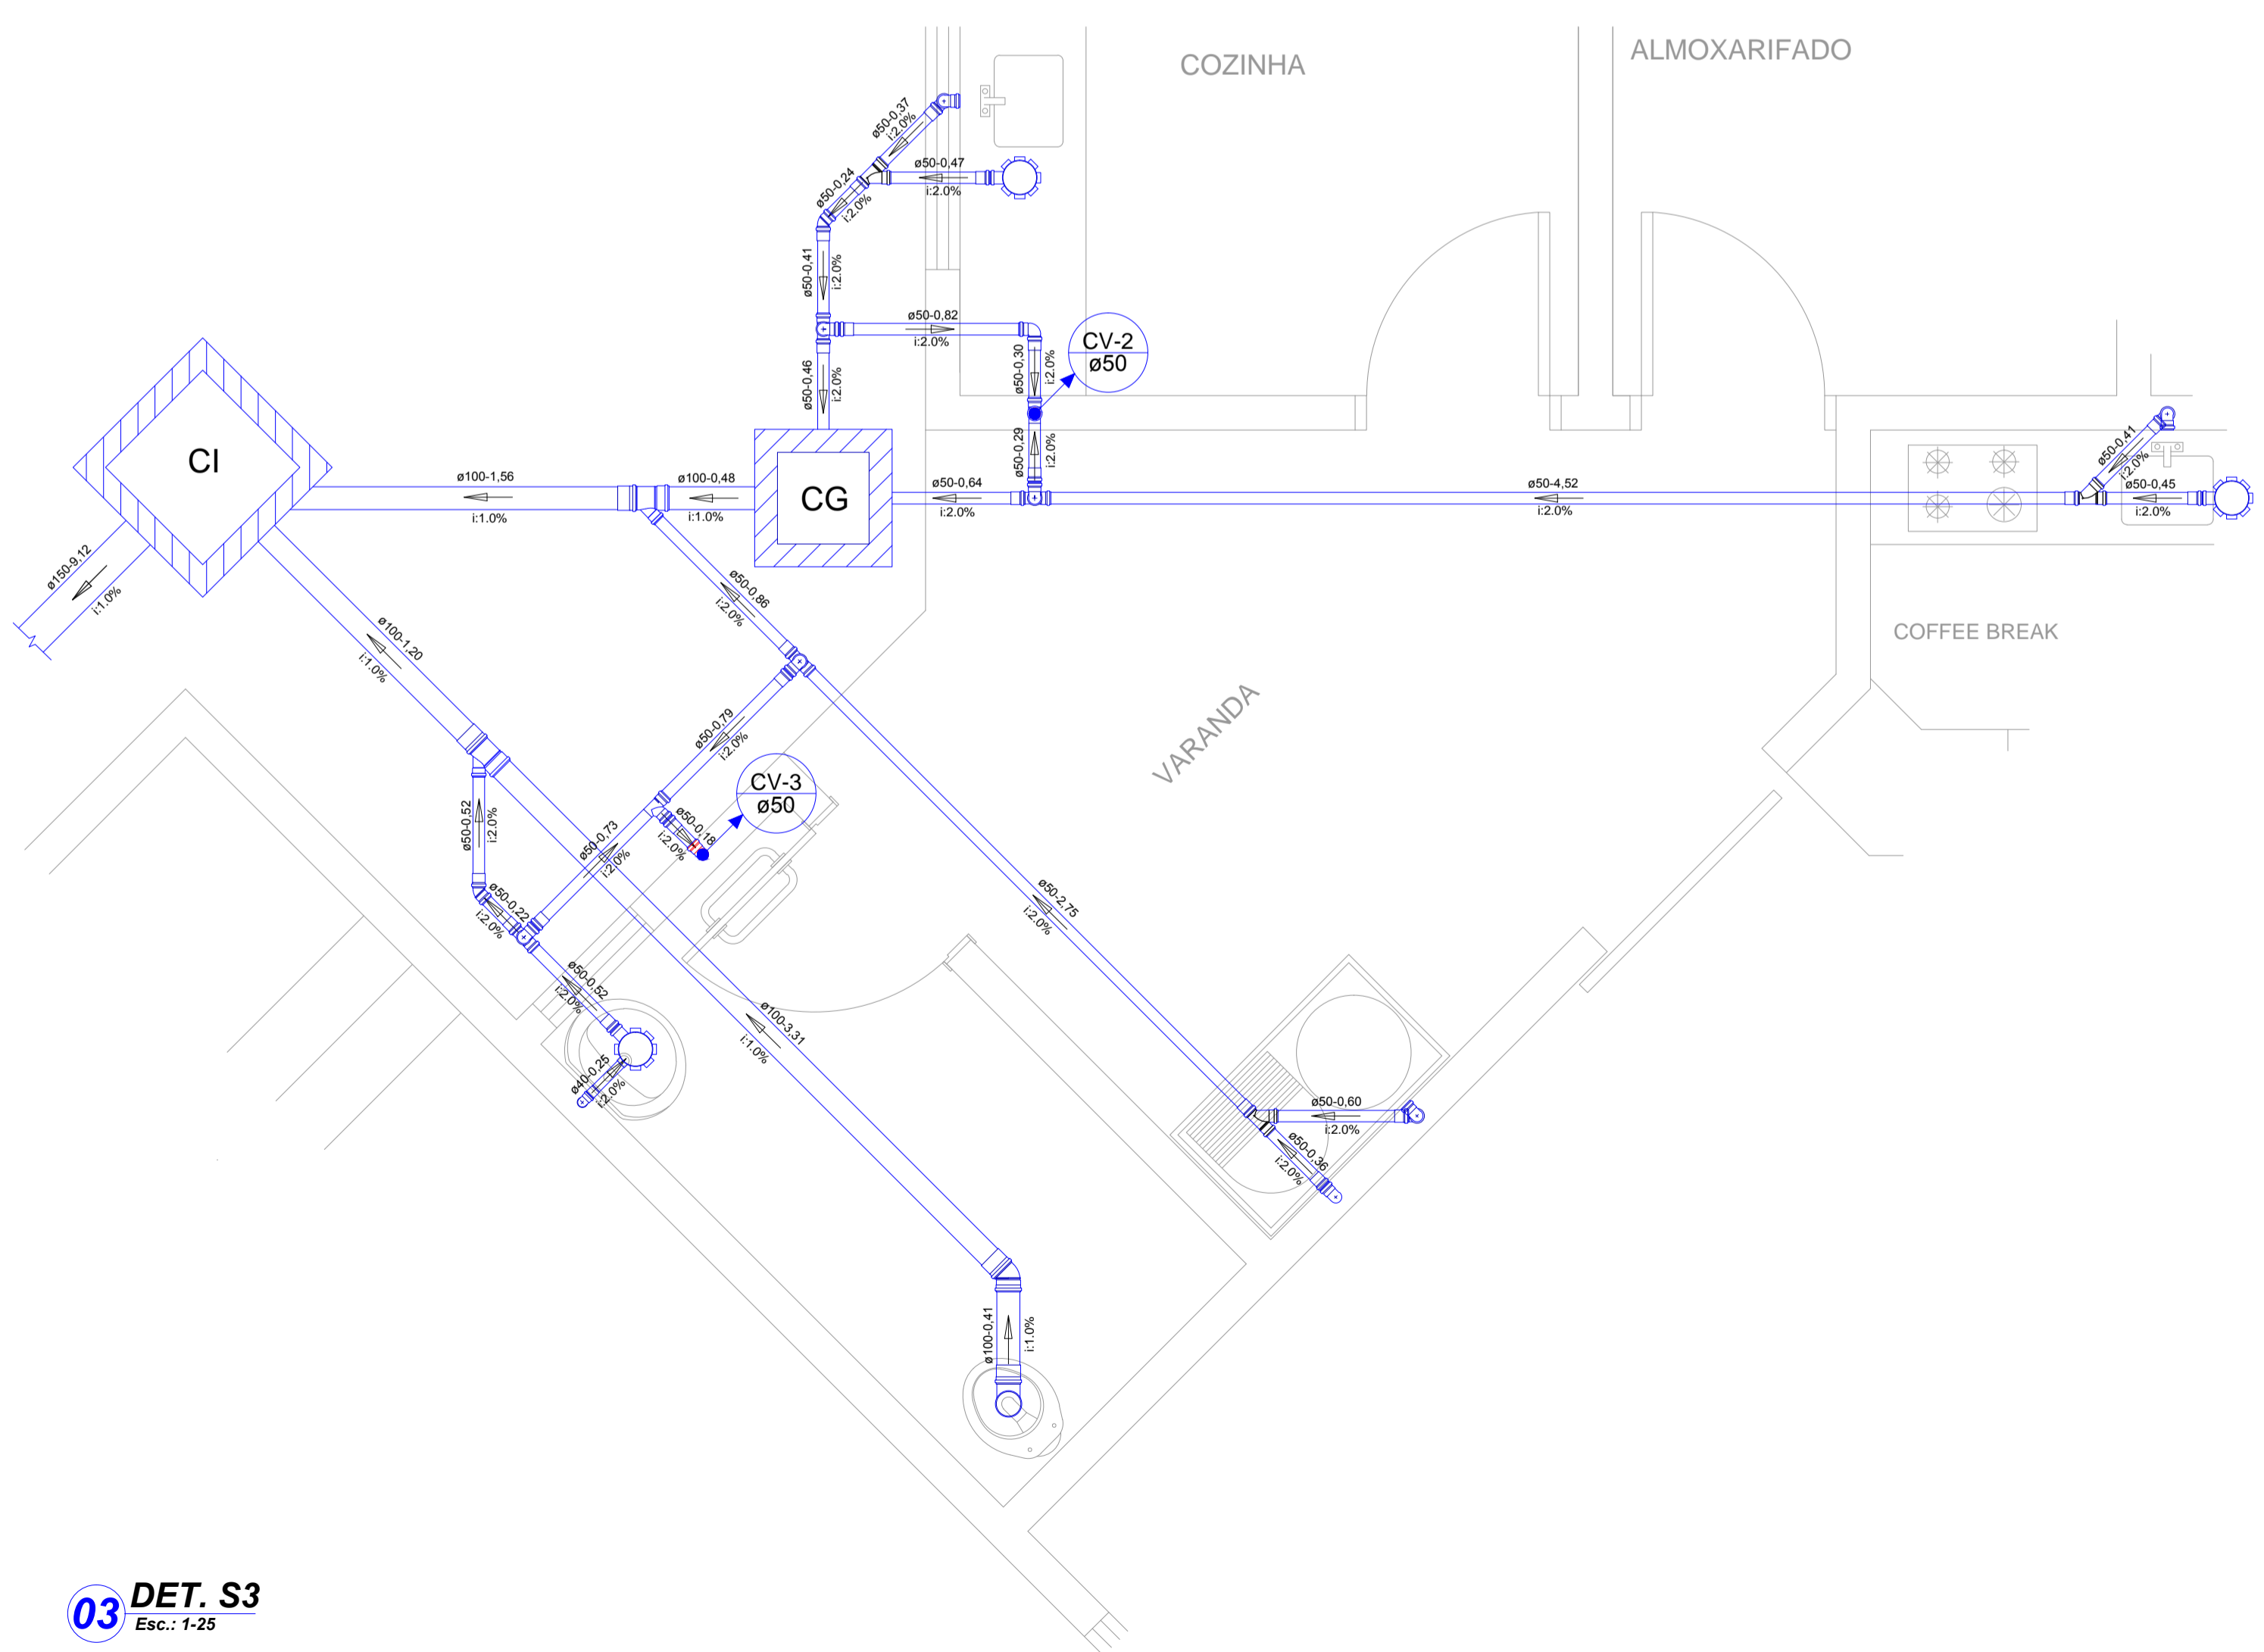 COZINHA
ALMOXARIFADO
ø50-0,37
i:2.0%
ø50-0,47
i:2.0%
ø50-0,24
i:2.0%
ø50-0,41
i:2.0%
ø50-0,82
i:2.0%
CV-2
ø50
ø50-0,30
i:2.0%
ø50-0,46
i:2.0%
ø50-0,29
i:2.0%
ø50-0,41
i:2.0%
CI
ø100-1,56
i:1.0%
ø100-0,48
i:1.0%
CG
ø50-0,64
i:2.0%
ø50-4,52
i:2.0%
ø50-0,45
i:2.0%
ø150-9,12
i:1.0%
ø50-0,86
i:2.0%
ø100-1,20
i:1.0%
COFFEE BREAK
VARANDA
ø50-0,79
i:2.0%
CV-3
ø50
ø50-0,18
i:2.0%
ø50-0,52
i:2.0%
ø50-0,73
i:2.0%
ø50-0,22
i:2.0%
ø50-2,75
i:2.0%
ø50-0,52
i:2.0%
ø100-3,31
i:1.0%
ø40-0,25
i:2.0%
ø50-0,60
i:2.0%
ø50-0,36
i:2.0%
ø100-0,41
i:1.0%
03
DET. S3
Esc.: 1-25